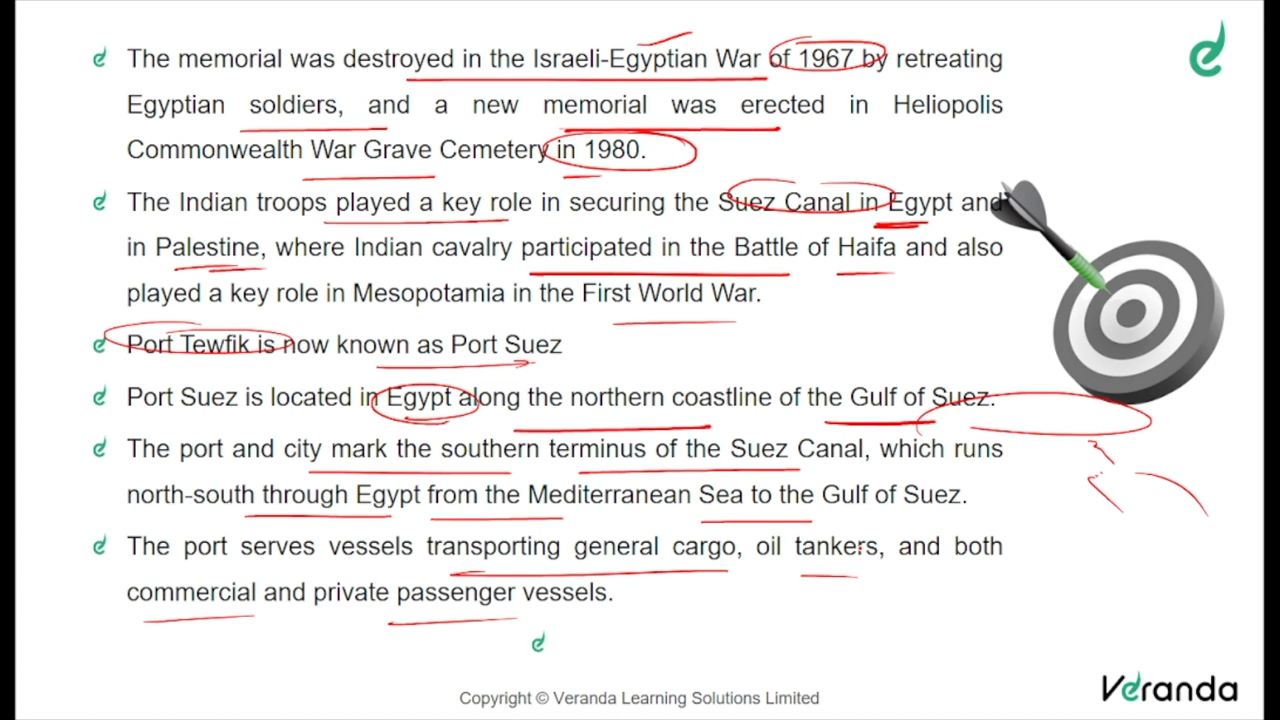 The memorial was destroyed in the Israeli-Egyptian War of 1967 by retreating
Egyptian soldiers, and a new memorial was erected in Heliopolis
Commonwealth War Grave Cemetery in 1980.
The Indian troops played a key role in securing the Suez Canal in Egypt and
in Palestine, where Indian cavalry participated in the Battle of Haifa and also
played a key role in Mesopotamia in the First World War.
Port Tewfik is now known as Port Suez
Port Suez is located in Egypt along the northern coastline of the Gulf of Suez.
The port and city mark the southern terminus of the Suez Canal, which runs
north-south through Egypt from the Mediterranean Sea to the Gulf of Suez.
The port serves vessels transporting general cargo, oil tankers, and both
commercial and private passenger vessels.
Copyright © Veranda Learning Solutions Limited
Veranda